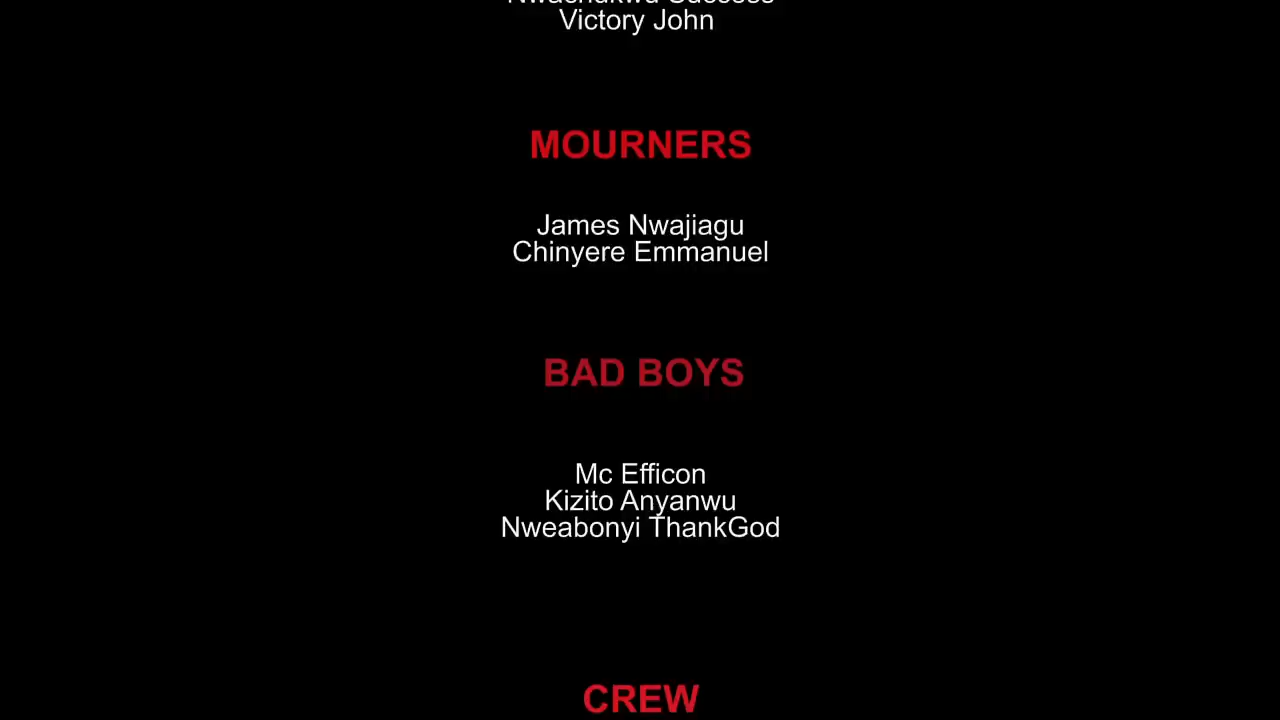 Victory John
MOURNERS
James Nwajiagu
Chinyere Emmanuel
BAD BOYS
Mc Efficon
Kizito Anyanwu
Nweabonyi ThankGod
CREW